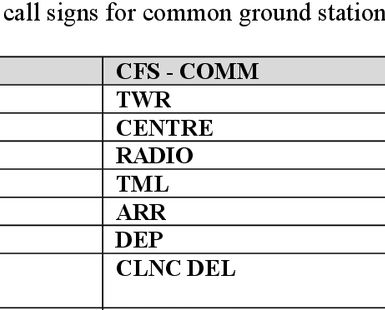 call signs for common ground station
CFS - COMM
TWR
CENTRE
RADIO
TML
ARR
DEP
CLNC DEL